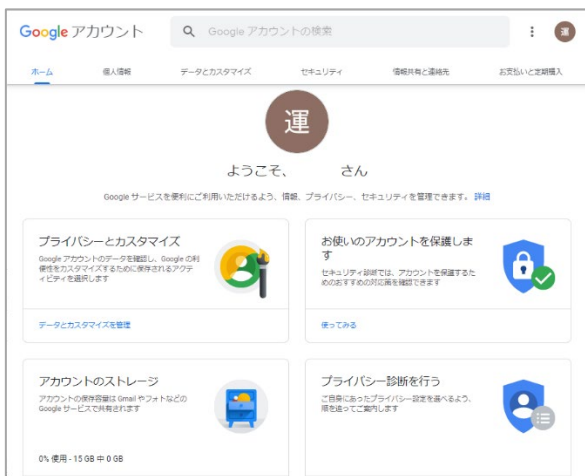 Google アカウント
Google アカウントの検索
運
ホーム 個人情報 データとカスタマイズ セキュリティ 情報共有と連絡先 お支払いと定期購入
運
ようこそ、 さん
Google サービスを便利にご利用いただけるよう、情報、プライバシー、セキュリティを管理できます。 詳細
プライバシーとカスタマイズ
Google アカウントのデータを確認し、Google の利
便性をカスタマイズするために保存されるアクテ
ィビティを選択します
データとカスタマイズを管理
お使いのアカウントを保護しま
す
セキュリティ診断では、アカウントを保護するた
めのおすすめの対応策を確認できます
使ってみる
アカウントのストレージ
アカウントの保存容量は Gmail やフォトなどの
Google サービスで共有されます
0% 使用 - 15 GB 中 0 GB
プライバシー診断を行う
ご自身にあったプライバシー設定を選べるよう、
順を追ってご案内します